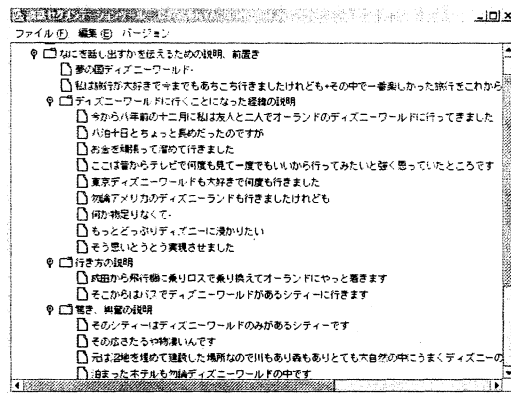 ファイル(F) 編集(E) バージョン
なにを話し出すかを伝えるための説明、前置き
夢の国ディズニーワールド・
私は旅行が大好きで今までもあちこち行きましたけれども・その中で一番楽しかった旅行をこれから
ディズニーワールドに行くことになった経緯の説明
今から八年前の十二月に私は友人と二人でオーランドのディズニーワールドに行ってきました
八泊十日とちょっと長めだったのですが
お金を頑張って溜めて行きました
ここは昔からテレビで何度も見て一度でもいいから行ってみたいと強く思っていたところです
東京ディズニーワールドも大好きで何度も行きました
勿論アメリカのディズニーランドも行きましたけれども
何か物足りなくて・
もっとどっぷりディズニーに浸かりたい
そう思いとうとう実現させました
行き方の説明
成田から飛行機に乗りロスで乗り換えてオーランドにやっと着きます
そこからはバスでディズニーワールドがあるシティーに行きます
驚き、興奮の説明
そのシティーはディズニーワールドのみがあるシティーです
その広さたるや物凄いんです
元は沼地を埋めて建設した場所なので川もあり森もありとても大自然の中にうまくディズニーの
泊まったホテルも勿論ディズニーの中です